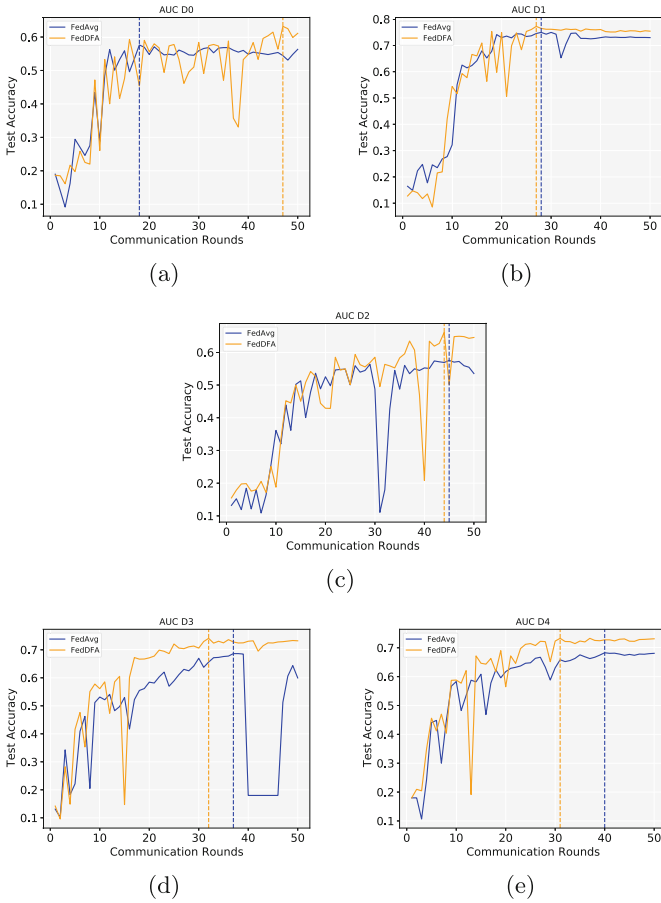 AUC D0
FedAvg
FedDFA
Test Accuracy
0.6
0.5
0.4
0.3
0.2
0.1
0 10 20 30 40 50
Communication Rounds
(a)
AUC D1
FedAvg
FedDFA
Test Accuracy
0.8
0.7
0.6
0.5
0.4
0.3
0.2
0.1
0 10 20 30 40 50
Communication Rounds
(b)
AUC D2
FedAvg
FedDFA
Test Accuracy
0.6
0.5
0.4
0.3
0.2
0.1
0 10 20 30 40 50
Communication Rounds
(c)
AUC D3
FedAvg
FedDFA
Test Accuracy
0.7
0.6
0.5
0.4
0.3
0.2
0.1
0 10 20 30 40 50
Communication Rounds
(d)
AUC D4
FedAvg
FedDFA
Test Accuracy
0.7
0.6
0.5
0.4
0.3
0.2
0.1
0 10 20 30 40 50
Communication Rounds
(e)